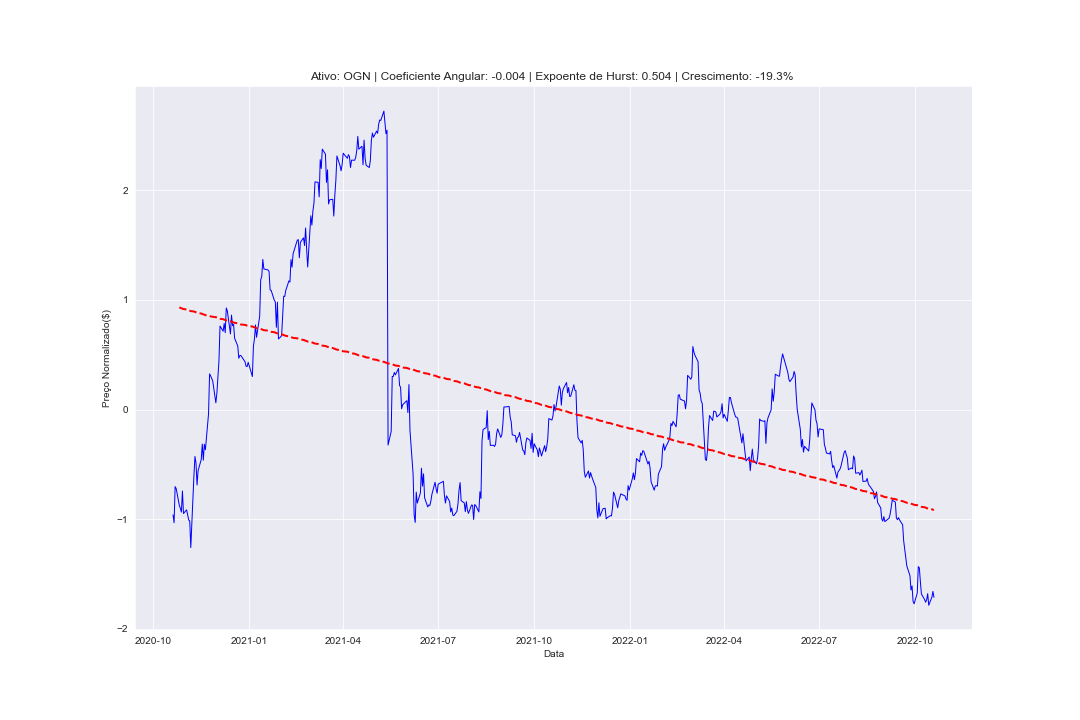 Ativo: OGN | Coeficiente Angular: -0.004 | Expoente de Hurst: 0.504 | Crescimento: -19.3%
Preço Normalizado($)
2
1
0
−1
−2
2020-10 2021-01 2021-04 2021-07 2021-10 2022-01 2022-04 2022-07 2022-10
Data